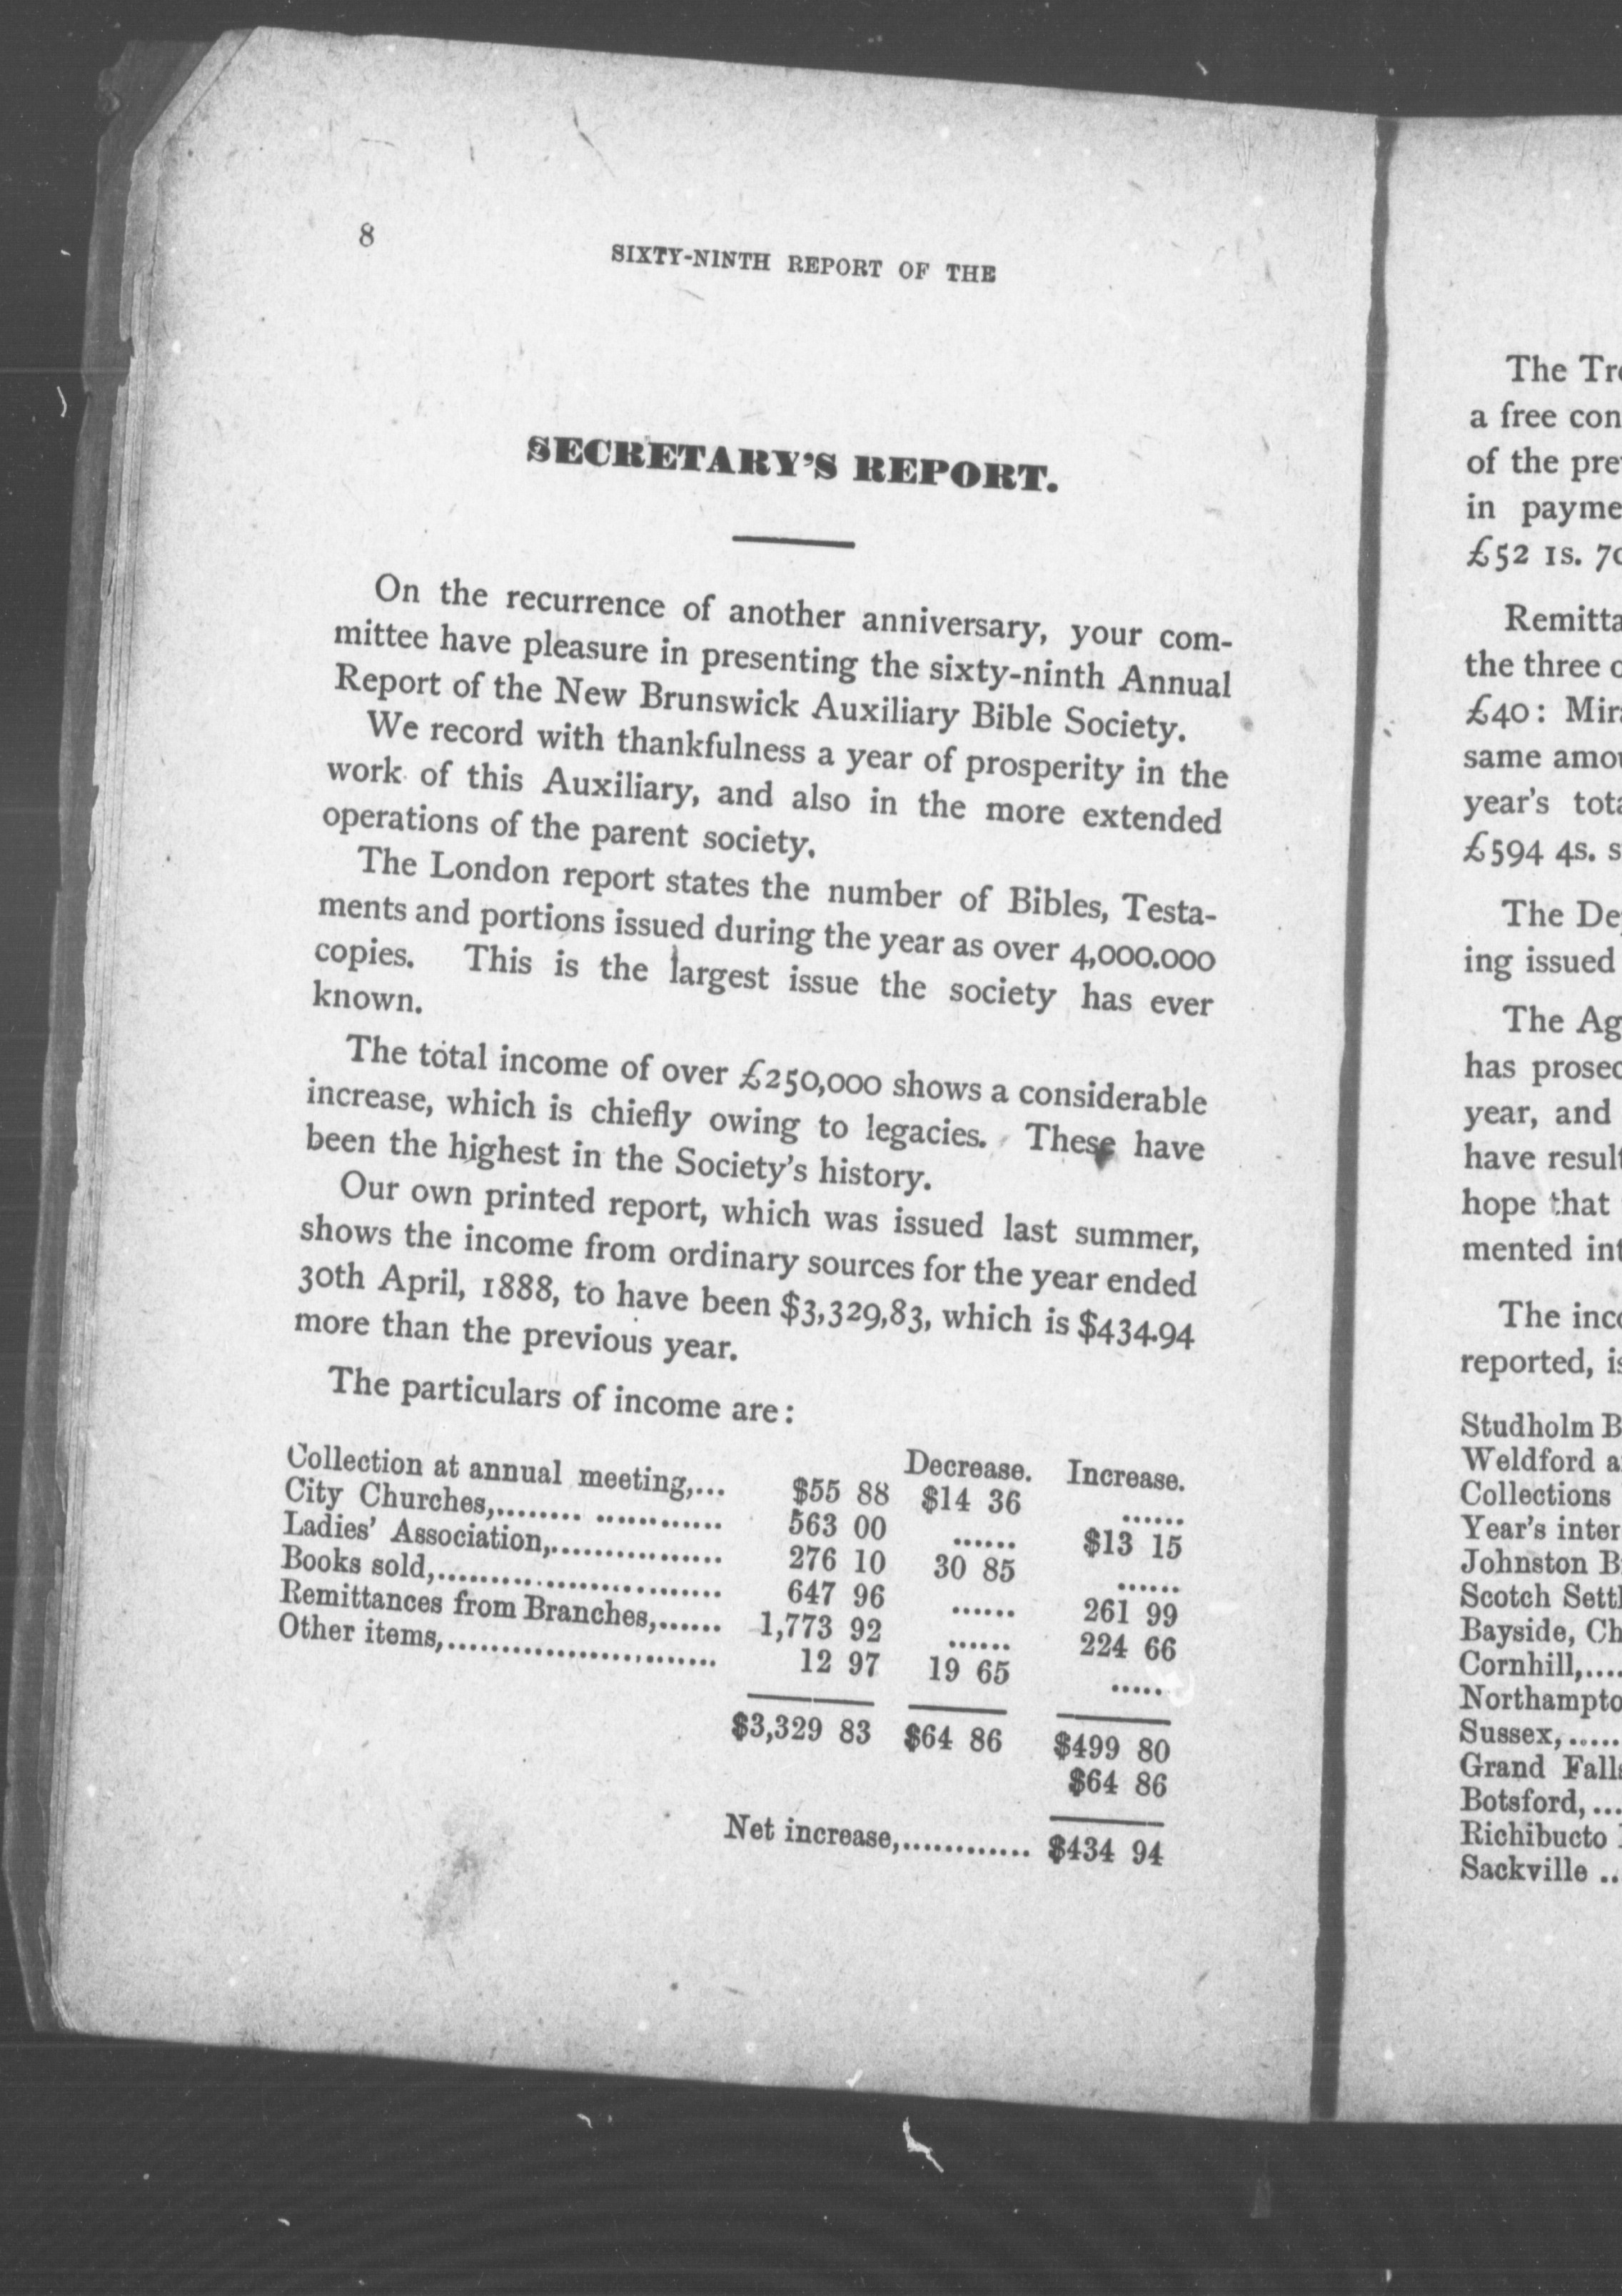 8
SIXTY-NINTH REPORT OF THE
SECRETARY'S REPORT.
On the recurrence of another anniversary, your com-
mittee have pleasure in presenting the sixty-ninth Annual
Report of the New Brunswick Auxiliary Bible Society.
We record with thankfulness a year of prosperity in the
work of this Auxiliary, and also in the more extended
operations of the parent society.
The London report states the number of Bibles, Testa-
ments and portions issued during the year as over 4,000.000
copies. This is the largest issue the society has ever
known.
The total income of over £250,000 shows a considerable
increase, which is chiefly owing to legacies. These have
been the highest in the Society's history.
Our own printed report, which was issued last summer,
shows the income from ordinary sources for the year ended
30th April, 1888, to have been $3,329,83, which is $434.94
more than the previous year.
The particulars of income are:
Decrease. Increase.
Collection at annual meeting,... $55 88 $14 36 ......
City Churches,........ ............ 563 00 ...... $13 15
Ladies' Association,................ 276 10 30 85 ......
Books sold,.......................... 647 96 ...... 261 99
Remittances from Branches,...... 1,773 92 ...... 224 66
Other items,......................... 12 97 19 65 .....
$3,329 83 $64 86 $499 80
$64 86
Net increase,............ $434 94
The
a free con
of the pre
in payme
£52 1s.
Remitta
the three
£40: Mir
same amo
year's tota
£594 4s. s
The De
ing issued
The Ag
has prosec
year, and
have result
hope that
mented int
The inco
reported, is
Studholm B
Weldford a
Collections
Year's inter
Johnston B
Scotch Settl
Bayside, Ch
Cornhill,....
Northampto
Sussex,.....
Grand Falls
Botsford,...
Richibucto
Sackville ..